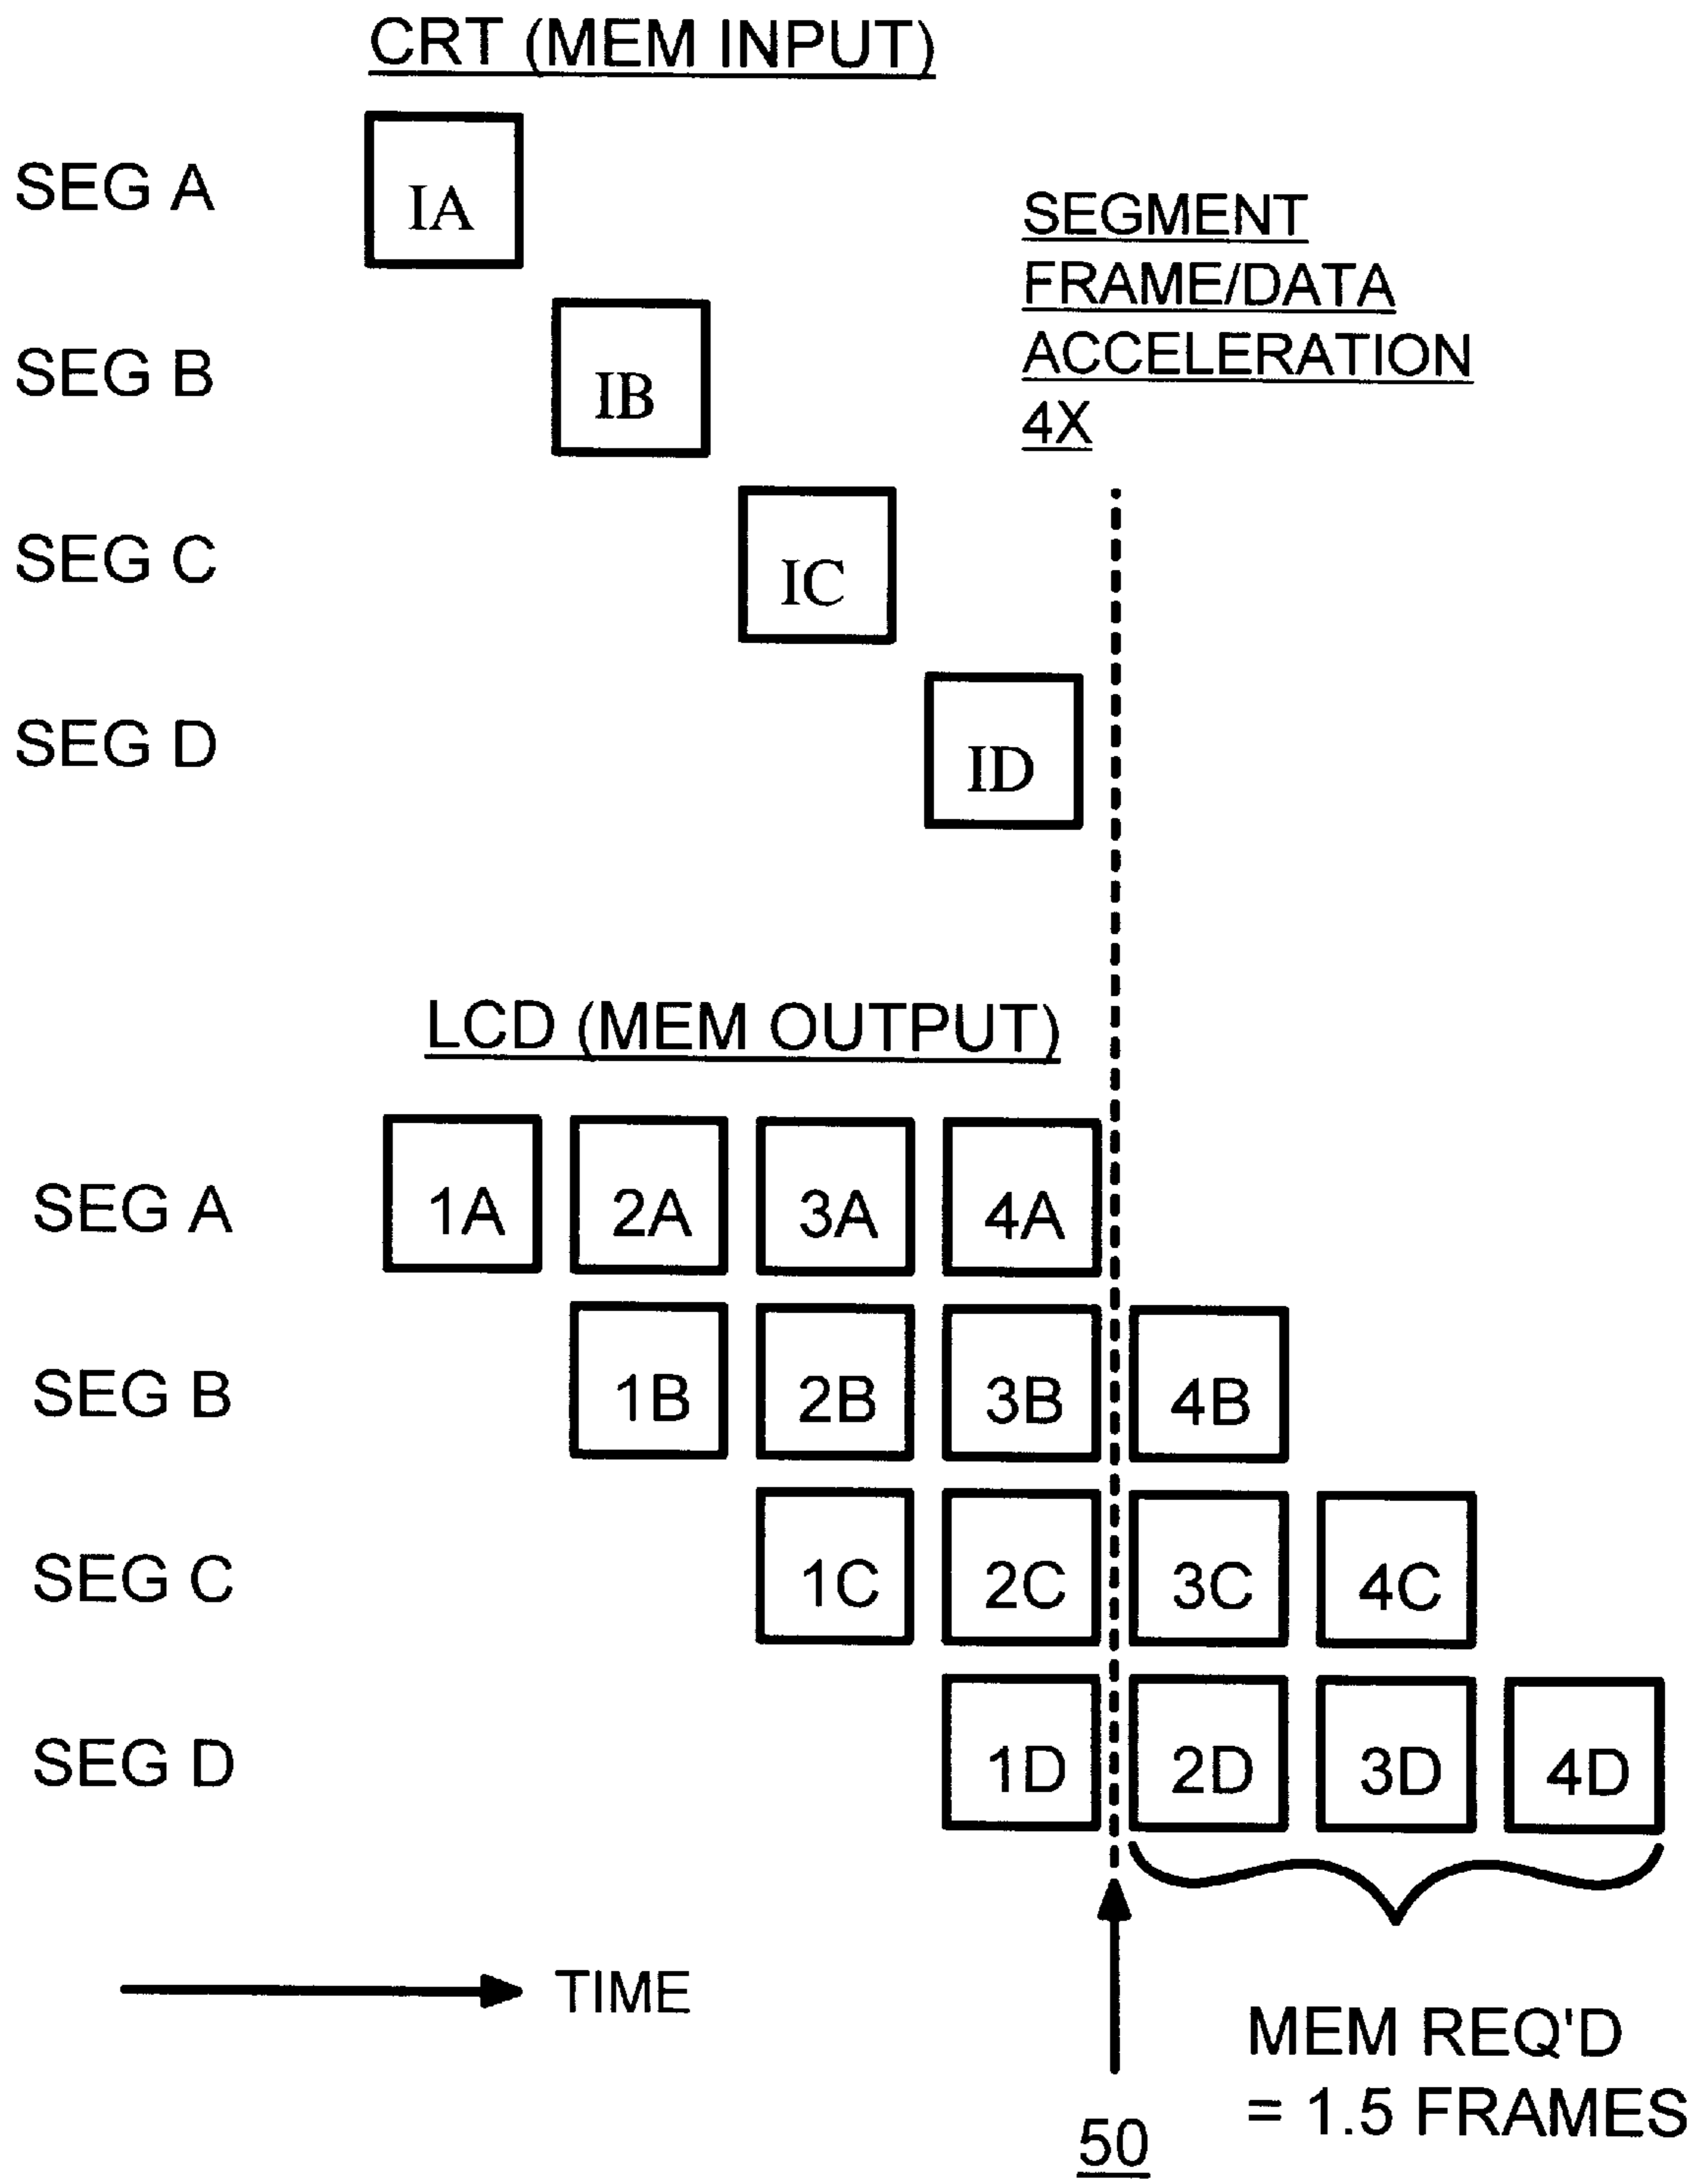 CRT (MEM INPUT)
SEG A
IA
SEGMENT
FRAME/DATA
ACCELERATION
4X
SEG B
IB
SEG C
IC
SEG D
ID
LCD (MEM OUTPUT)
SEG A 1A 2A 3A 4A
SEG B 1B 2B 3B 4B
SEG C 1C 2C 3C 4C
SEG D 1D 2D 3D 4D
TIME
MEM REQ'D
= 1.5 FRAMES
50